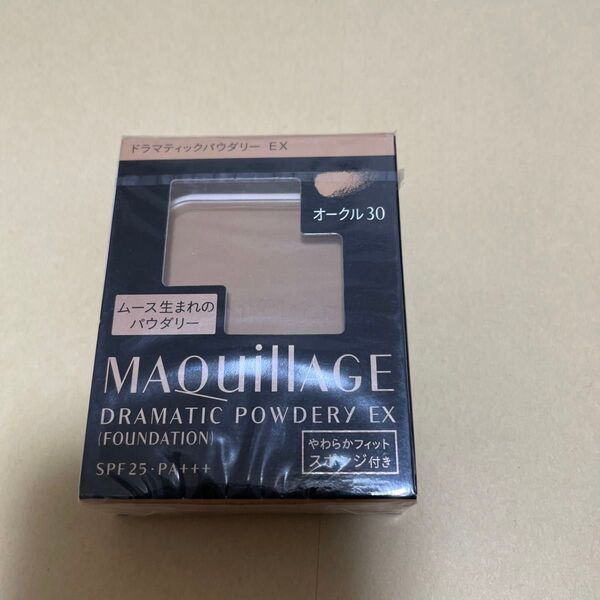 ドラマティックパウダリー EX
オークル30
ムース生まれの
パウダリー
MAQuillAGE
DRAMATIC POWDERY EX
(FOUNDATION)
SPF25・PA+++
やわらかフィット
スポンジ付き